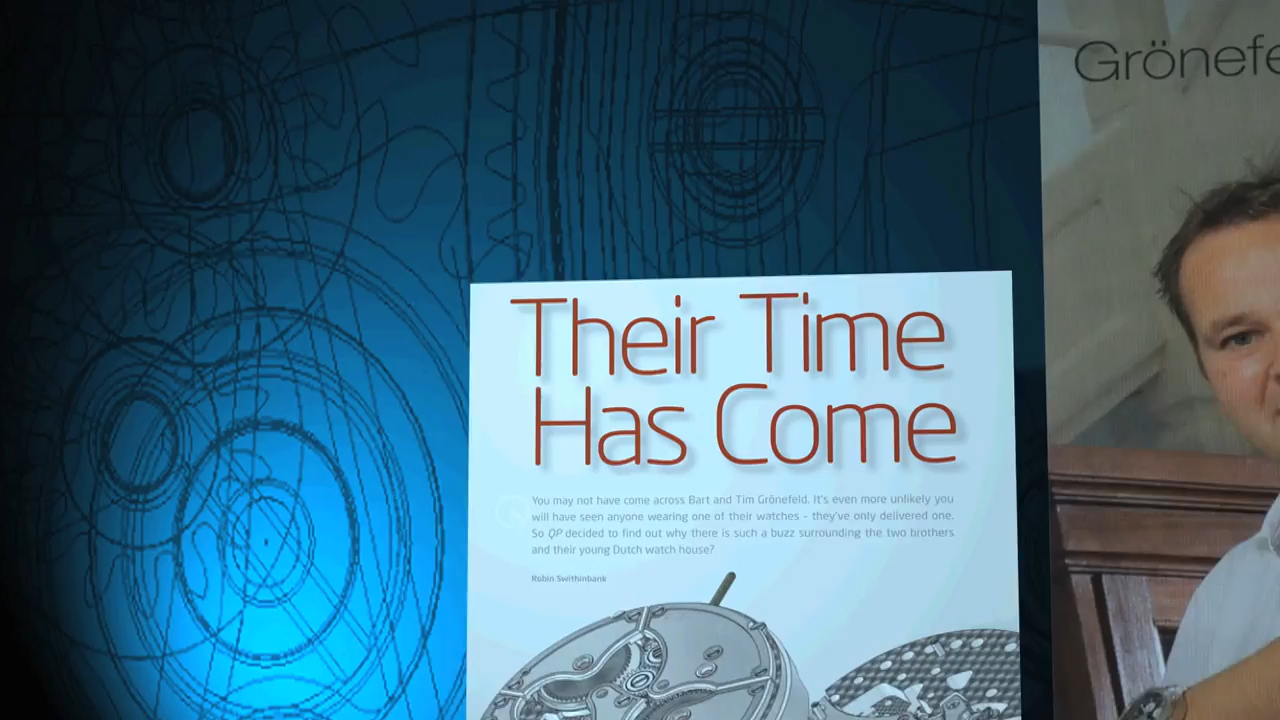 Grönefe
Their Time
Has Come
You may not have come across Bart and Tim Grönefeld. It's even more unlikely you
will have seen anyone wearing one of their watches – they've only delivered one.
So QP decided to find out why there is such a buzz surrounding the two brothers
and their young Dutch watch house?
Robin Swithinbank